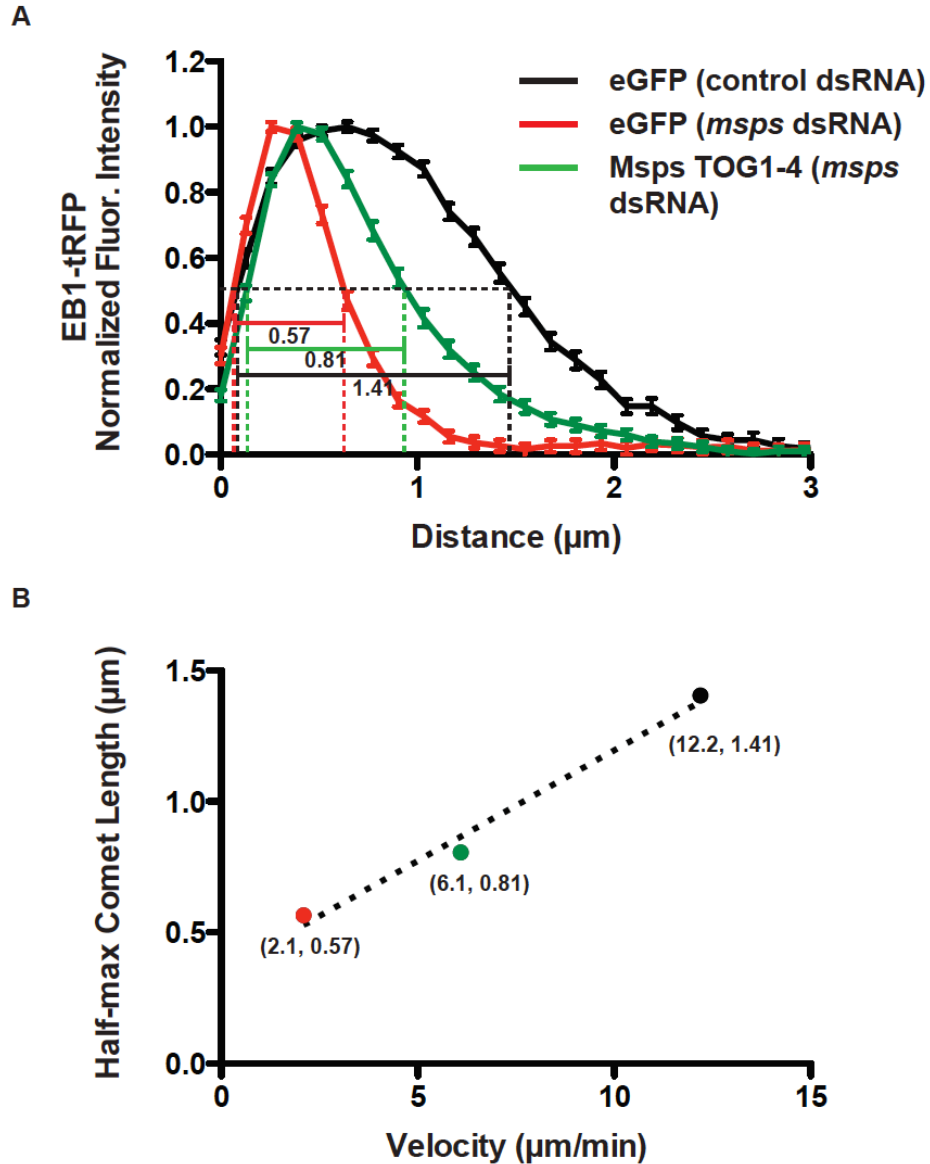 A
EB1-tRFP
Normalized Fluor. Intensity
1.2
1.0
0.8
0.6
0.4
0.2
0.0
eGFP (control dsRNA)
eGFP (msps dsRNA)
Msps TOG1-4 (msps
dsRNA)
0.57
0.81
1.41
0
1
2
3
Distance (µm)
B
Half-max Comet Length (µm)
1.5
1.0
0.5
0.0
(12.2, 1.41)
(6.1, 0.81)
(2.1, 0.57)
0
5
10
15
Velocity (µm/min)